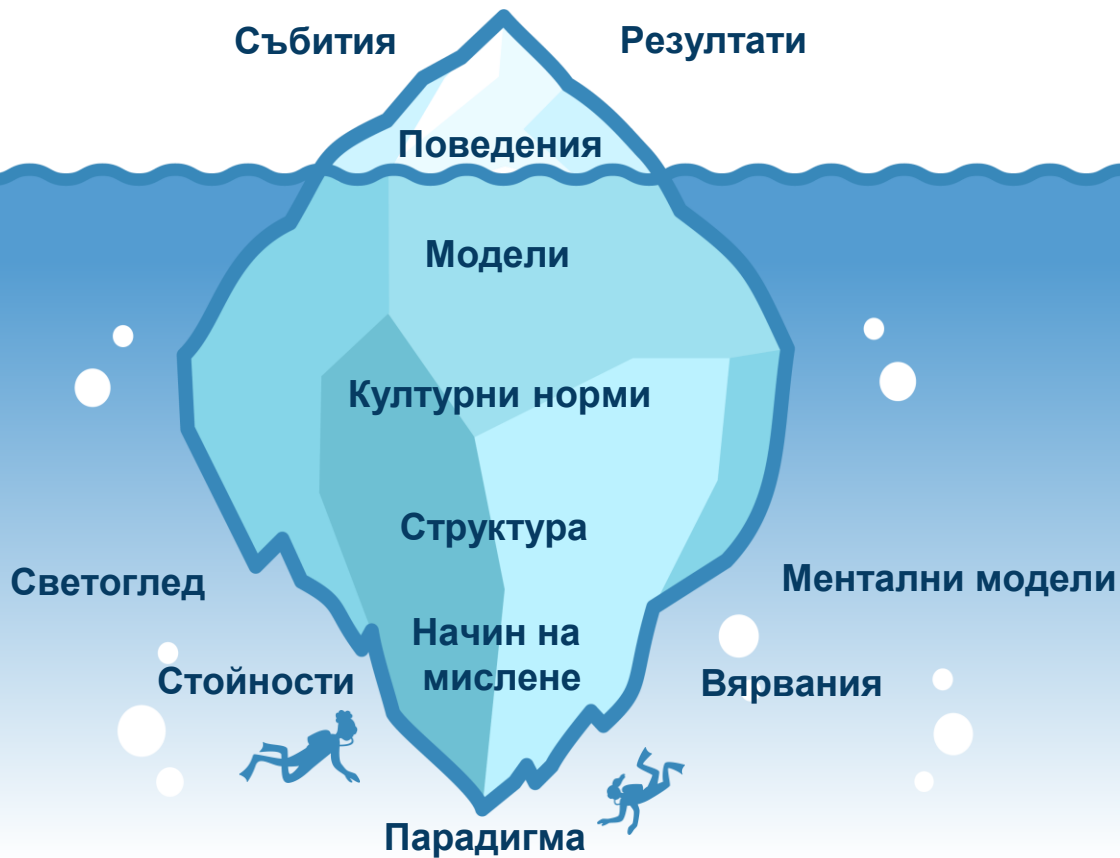 Събития
Резултати
Поведения
Модели
Културни норми
Структура
Светоглед
Ментални модели
Начин на
мислене
Стойности
Вярвания
Парадигма